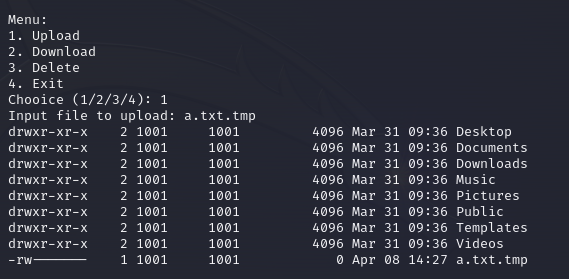 Menu:
1. Upload
2. Download
3. Delete
4. Exit
Chooice (1/2/3/4): 1
Input file to upload: a.txt.tmp
drwxr-xr-x    2 1001     1001         4096 Mar 31 09:36 Desktop
drwxr-xr-x    2 1001     1001         4096 Mar 31 09:36 Documents
drwxr-xr-x    2 1001     1001         4096 Mar 31 09:36 Downloads
drwxr-xr-x    2 1001     1001         4096 Mar 31 09:36 Music
drwxr-xr-x    2 1001     1001         4096 Mar 31 09:36 Pictures
drwxr-xr-x    2 1001     1001         4096 Mar 31 09:36 Public
drwxr-xr-x    2 1001     1001         4096 Mar 31 09:36 Templates
drwxr-xr-x    2 1001     1001         4096 Mar 31 09:36 Videos
-rw-------    1 1001     1001            0 Apr 08 14:27 a.txt.tmp